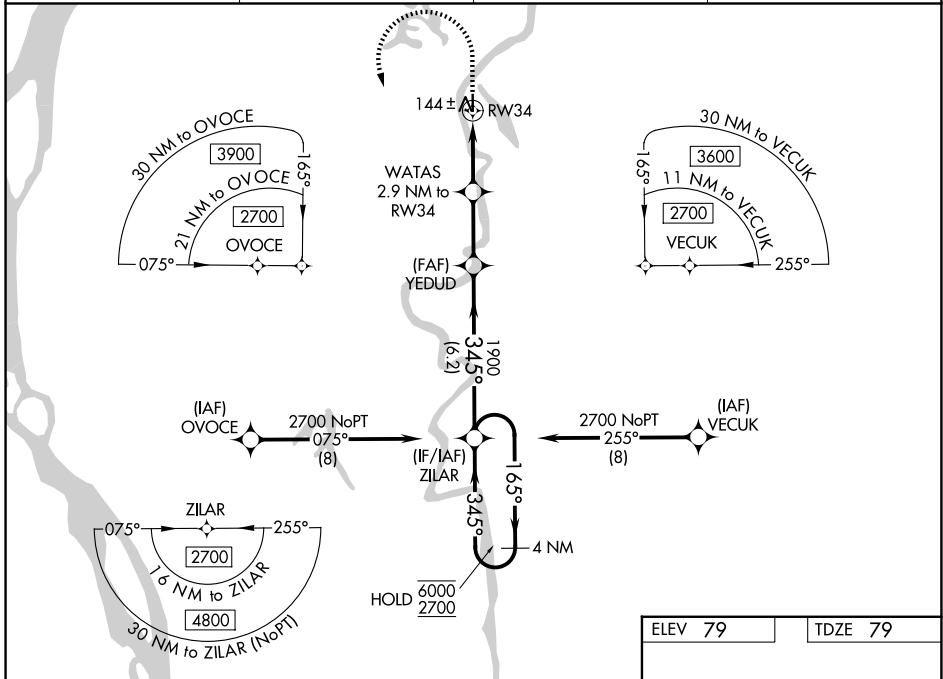 144 ±
RW34
30 NM to OVOCE
3900
165°
21 NM to OVOCE
2700
OVOCE
075°
WATAS
2.9 NM to
RW34
30 NM to VECUK
165°
3600
11 NM to VECUK
2700
VECUK
255°
(FAF)
YEDUD
1900
345°
(6.2)
(IAF)
OVOCE
2700 NoPT
075°
(8)
(IF/IAF)
ZILAR
2700 NoPT
255°
(8)
(IAF)
VECUK
165°
345°
4 NM
HOLD 6000
2700
ZILAR
075°
255°
2700
16 NM to ZILAR
4800
30 NM to ZILAR (NoPT)
ELEV 79
TDZE 79